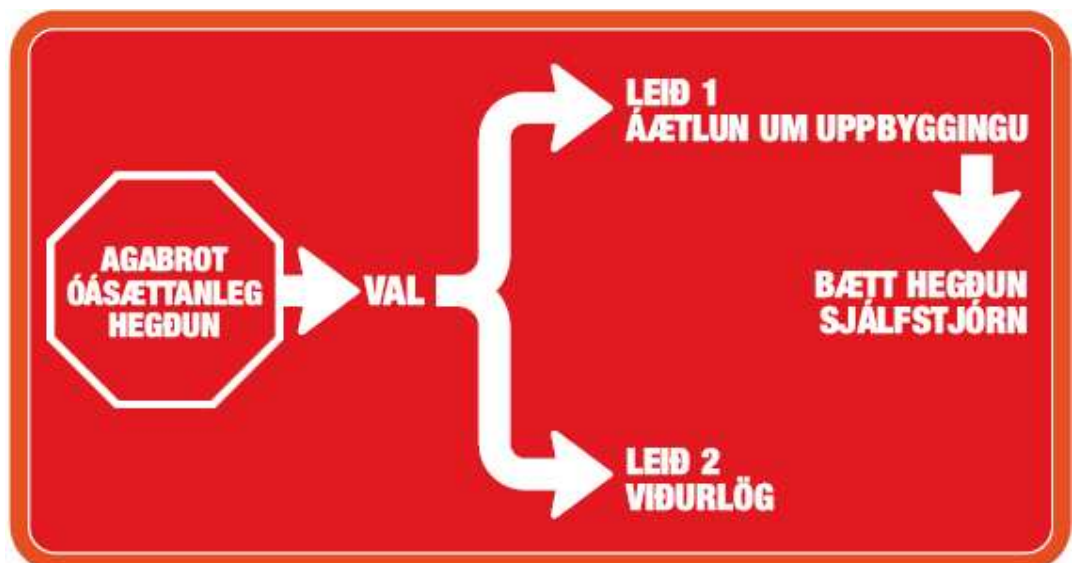 AGABROT
ÓÁSÆTTANLEG
HEGÐUN
VAL
LEIÐ 1
ÁÆTLUN UM UPPBYGGINGU
BÆTT HEGÐUN
SJÁLFSTJÓRN
LEIÐ 2
VIÐURLÖG